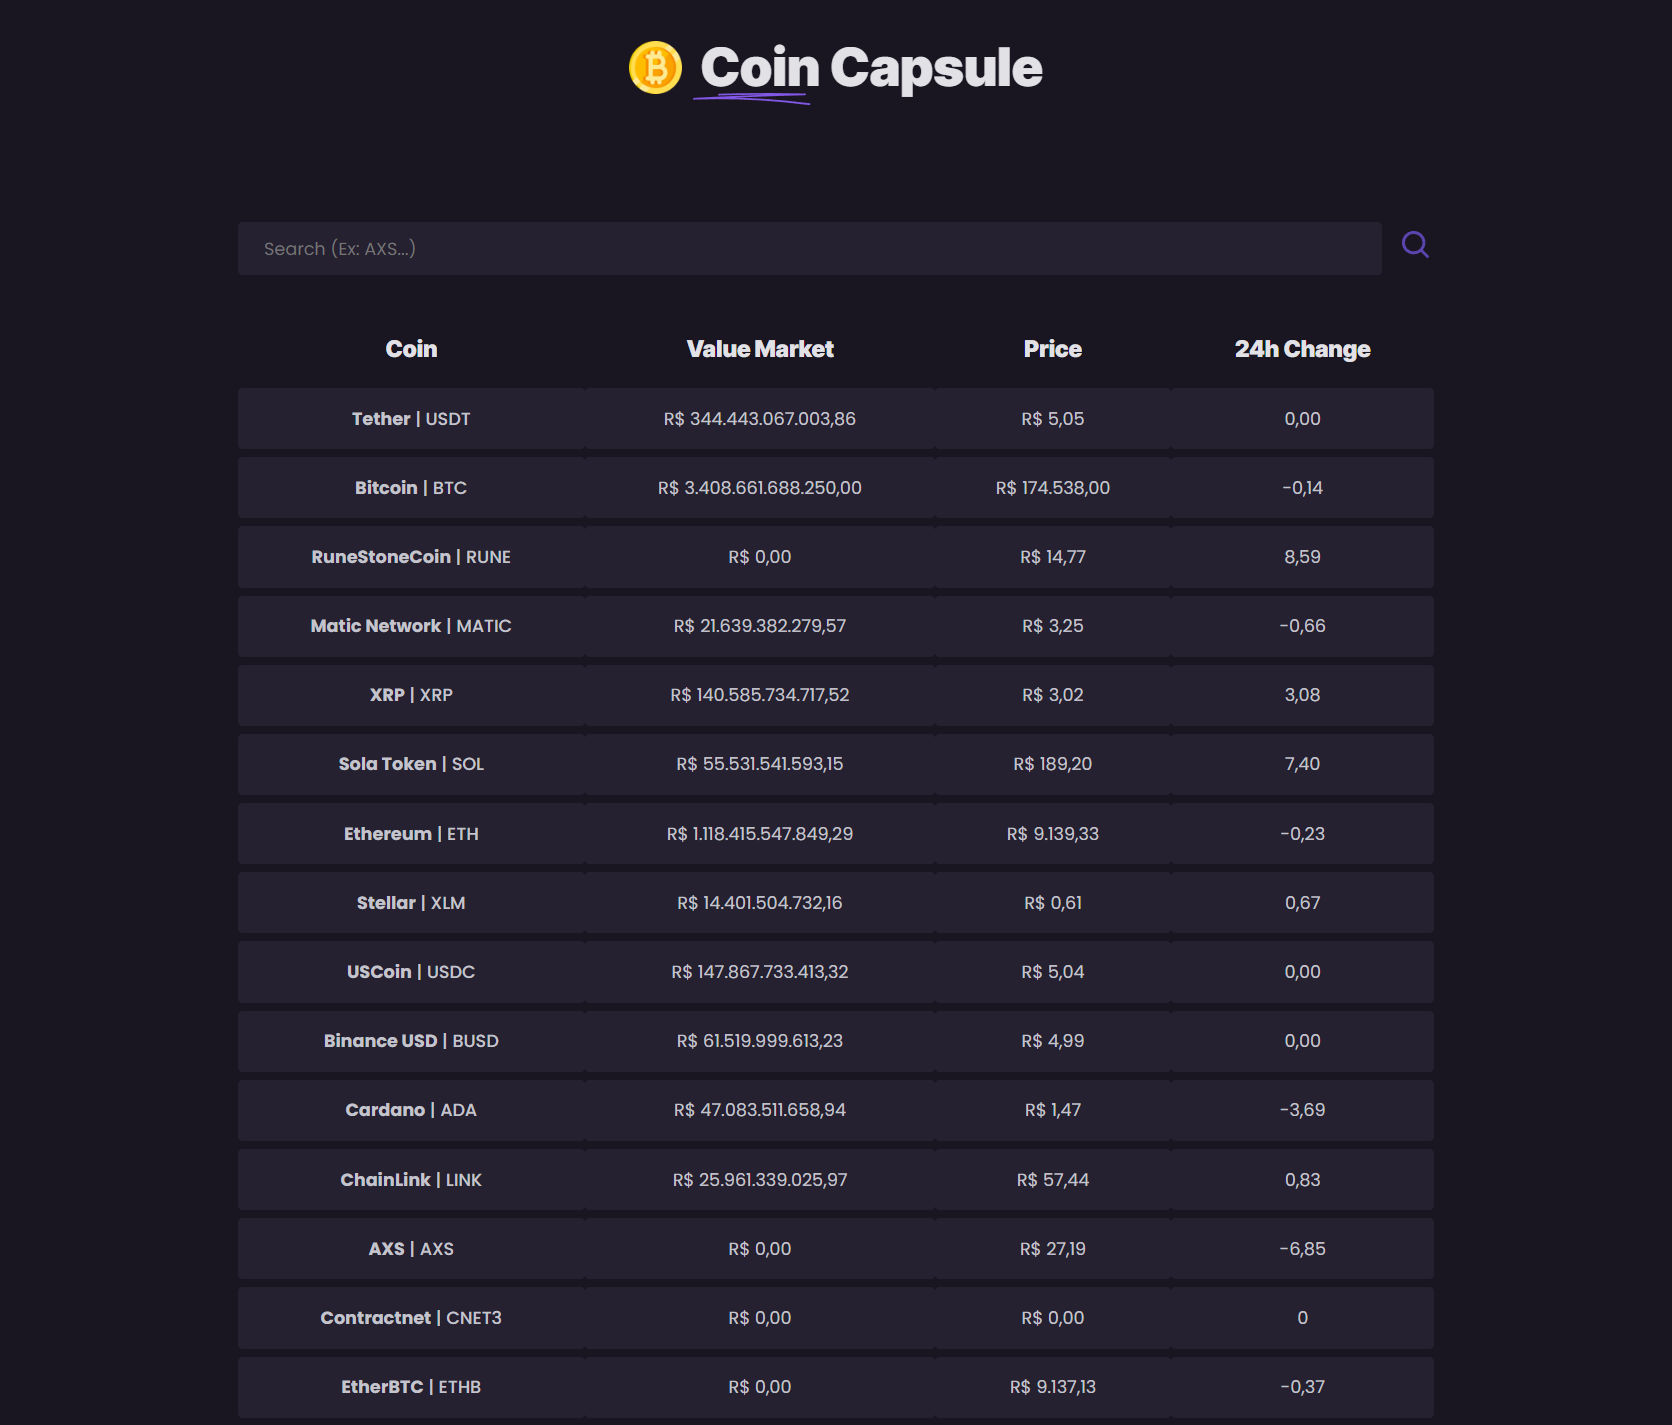 Coin Capsule
Search (Ex: AXS...)
Coin Value Market Price 24h Change
Tether | USDT R$ 344.443.067.003,86 R$ 5,05 0,00
Bitcoin | BTC R$ 3.408.661.688.250,00 R$ 174.538,00 -0,14
RuneStoneCoin | RUNE R$ 0,00 R$ 14,77 8,59
Matic Network | MATIC R$ 21.639.382.279,57 R$ 3,25 -0,66
XRP | XRP R$ 140.585.734.717,52 R$ 3,02 3,08
Sola Token | SOL R$ 55.531.541.593,15 R$ 189,20 7,40
Ethereum | ETH R$ 1.118.415.547.849,29 R$ 9.139,33 -0,23
Stellar | XLM R$ 14.401.504.732,16 R$ 0,61 0,67
USCoin | USDC R$ 147.867.733.413,32 R$ 5,04 0,00
Binance USD | BUSD R$ 61.519.999.613,23 R$ 4,99 0,00
Cardano | ADA R$ 47.083.511.658,94 R$ 1,47 -3,69
ChainLink | LINK R$ 25.961.339.025,97 R$ 57,44 0,83
AXS | AXS R$ 0,00 R$ 27,19 -6,85
Contractnet | CNET3 R$ 0,00 R$ 0,00 0
EtherBTC | ETHB R$ 0,00 R$ 9.137,13 -0,37